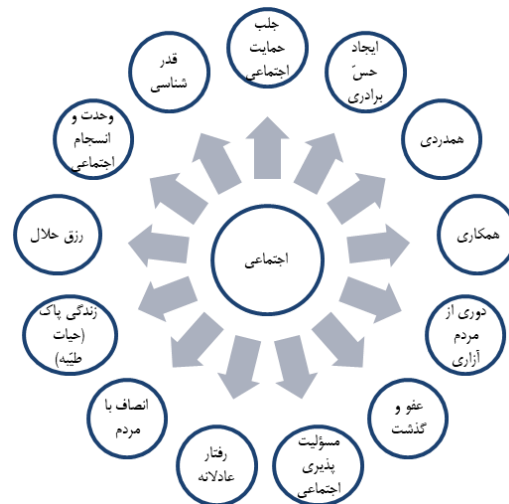 جلب
حمایت
اجتماعی
ایجاد
حسّ
برادری
همدردی
همکاری
دوری از
مردم
آزاری
عفو و
گذشت
مسؤلیت
پذیری
اجتماعی
رفتار
عادلانه
انصاف با
مردم
زندگی پاک
(حیات
طیّبه)
رزق حلال
وحدت و
انسجام
اجتماعی
قدر
شناسی
اجتماعی